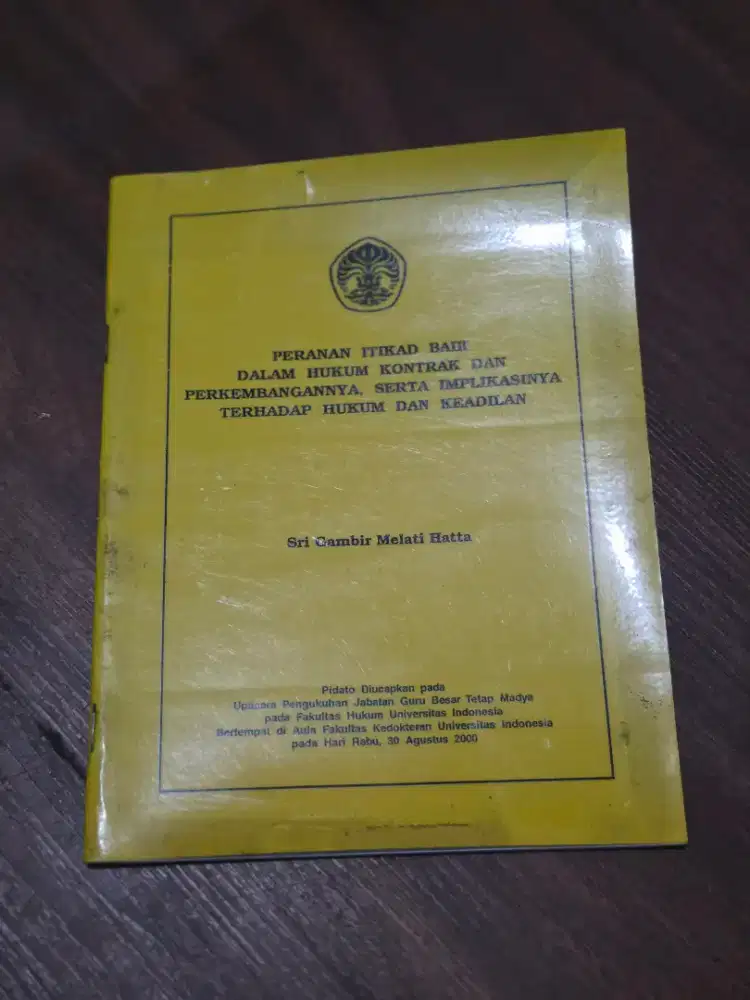 PERANAN ITIKAD BAIK
DALAM HUKUM KONTRAK DAN
PERKEMBANGANNYA, SERTA IMPLIKASINYA
TERHADAP HUKUM DAN KEADILAN
Sri Gambir Melati Hatta
Pidato Diucapkan pada
Upacara Pengukuhan Jabatan Guru Besar Tetap Madya
pada Fakultas Hukum Universitas Indonesia
Bertempat di Aula Fakultas Kedokteran Universitas Indonesia
pada Hari Rabu, 30 Agustus 2000